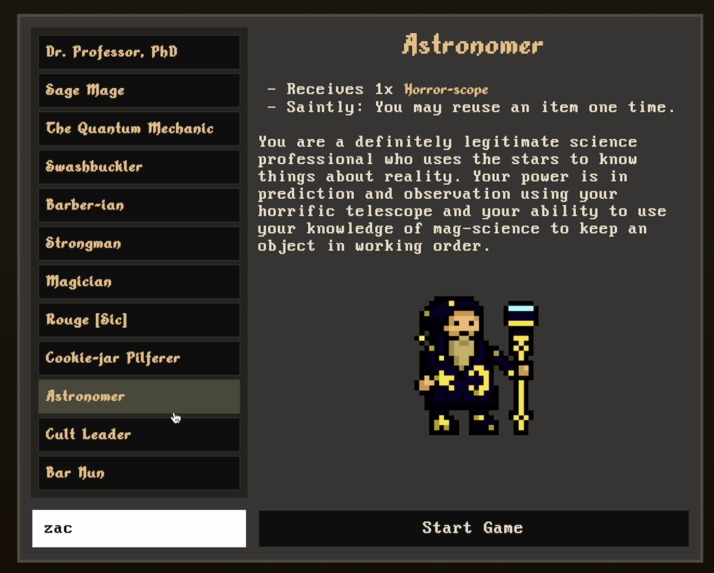 Dr. Professor, PhD
Sage Mage
The Quantum Mechanic
Swashbuckler
Barber-ian
Strongman
Magician
Rouge [Sic]
Cookie-jar Pilferer
Astronomer
Cult Leader
Bar Nun
zac
Astronomer
- Receives 1x Horror-scope
- Saintly: You may reuse an item one time.
You are a definitely legitimate science
professional who uses the stars to know
things about reality. Your power is in
prediction and observation using your
horrific telescope and your ability to use
your knowledge of mag-science to keep an
object in working order.
Start Game